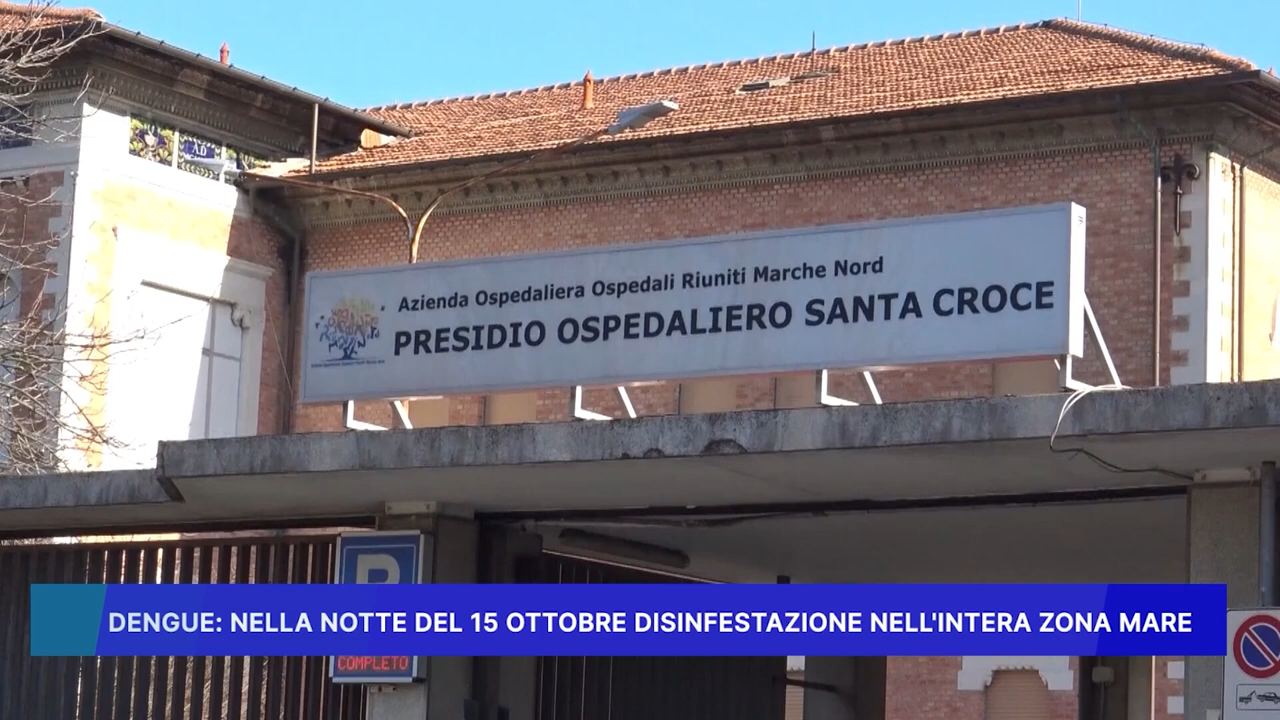 AD
Azienda Ospedaliera Ospedali Riuniti Marche Nord
PRESIDIO OSPEDALIERO SANTA CROCE
P
DENGUE: NELLA NOTTE DEL 15 OTTOBRE DISINFESTAZIONE NELL'INTERA ZONA MARE
COMPLETO